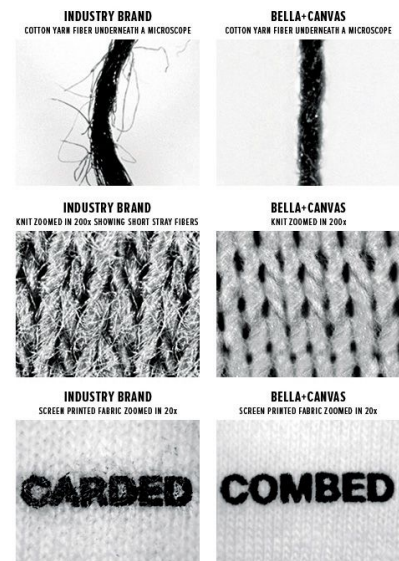 INDUSTRY BRAND
COTTON YARN FIBER UNDERNEATH A MICROSCOPE
BELLA+CANVAS
COTTON YARN FIBER UNDERNEATH A MICROSCOPE
INDUSTRY BRAND
KNIT ZOOMED IN 200x SHOWING SHORT STRAY FIBERS
BELLA+CANVAS
KNIT ZOOMED IN 200x
INDUSTRY BRAND
SCREEN PRINTED FABRIC ZOOMED IN 20x
BELLA+CANVAS
SCREEN PRINTED FABRIC ZOOMED IN 20x
CARDED
COMBED